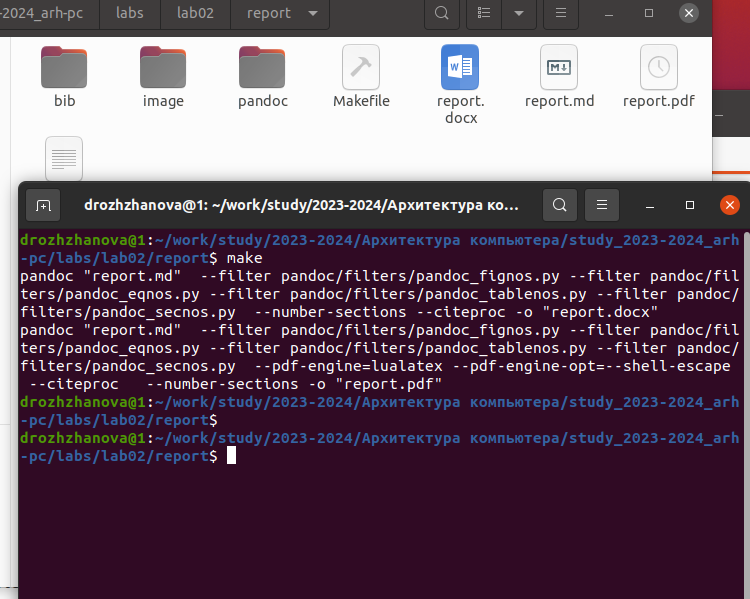 -2024_arh-pc labs lab02 report
bib image pandoc Makefile report.docx report.md report.pdf
W M
drozhzhanova@1: ~/work/study/2023-2024/Архитектура ко...
drozhzhanova@1:~/work/study/2023-2024/Архитектура компьютера/study_2023-2024_arh
-pc/labs/lab02/report$ make
pandoc "report.md"  --filter pandoc/filters/pandoc_fignos.py --filter pandoc/fil
ters/pandoc_eqnos.py --filter pandoc/filters/pandoc_tablenos.py --filter pandoc/
filters/pandoc_secnos.py  --number-sections --citeproc -o "report.docx"
pandoc "report.md"  --filter pandoc/filters/pandoc_fignos.py --filter pandoc/fil
ters/pandoc_eqnos.py --filter pandoc/filters/pandoc_tablenos.py --filter pandoc/
filters/pandoc_secnos.py  --pdf-engine=lualatex --pdf-engine-opt=--shell-escape
 --citeproc   --number-sections -o "report.pdf"
drozhzhanova@1:~/work/study/2023-2024/Архитектура компьютера/study_2023-2024_arh
-pc/labs/lab02/report$
drozhzhanova@1:~/work/study/2023-2024/Архитектура компьютера/study_2023-2024_arh
-pc/labs/lab02/report$